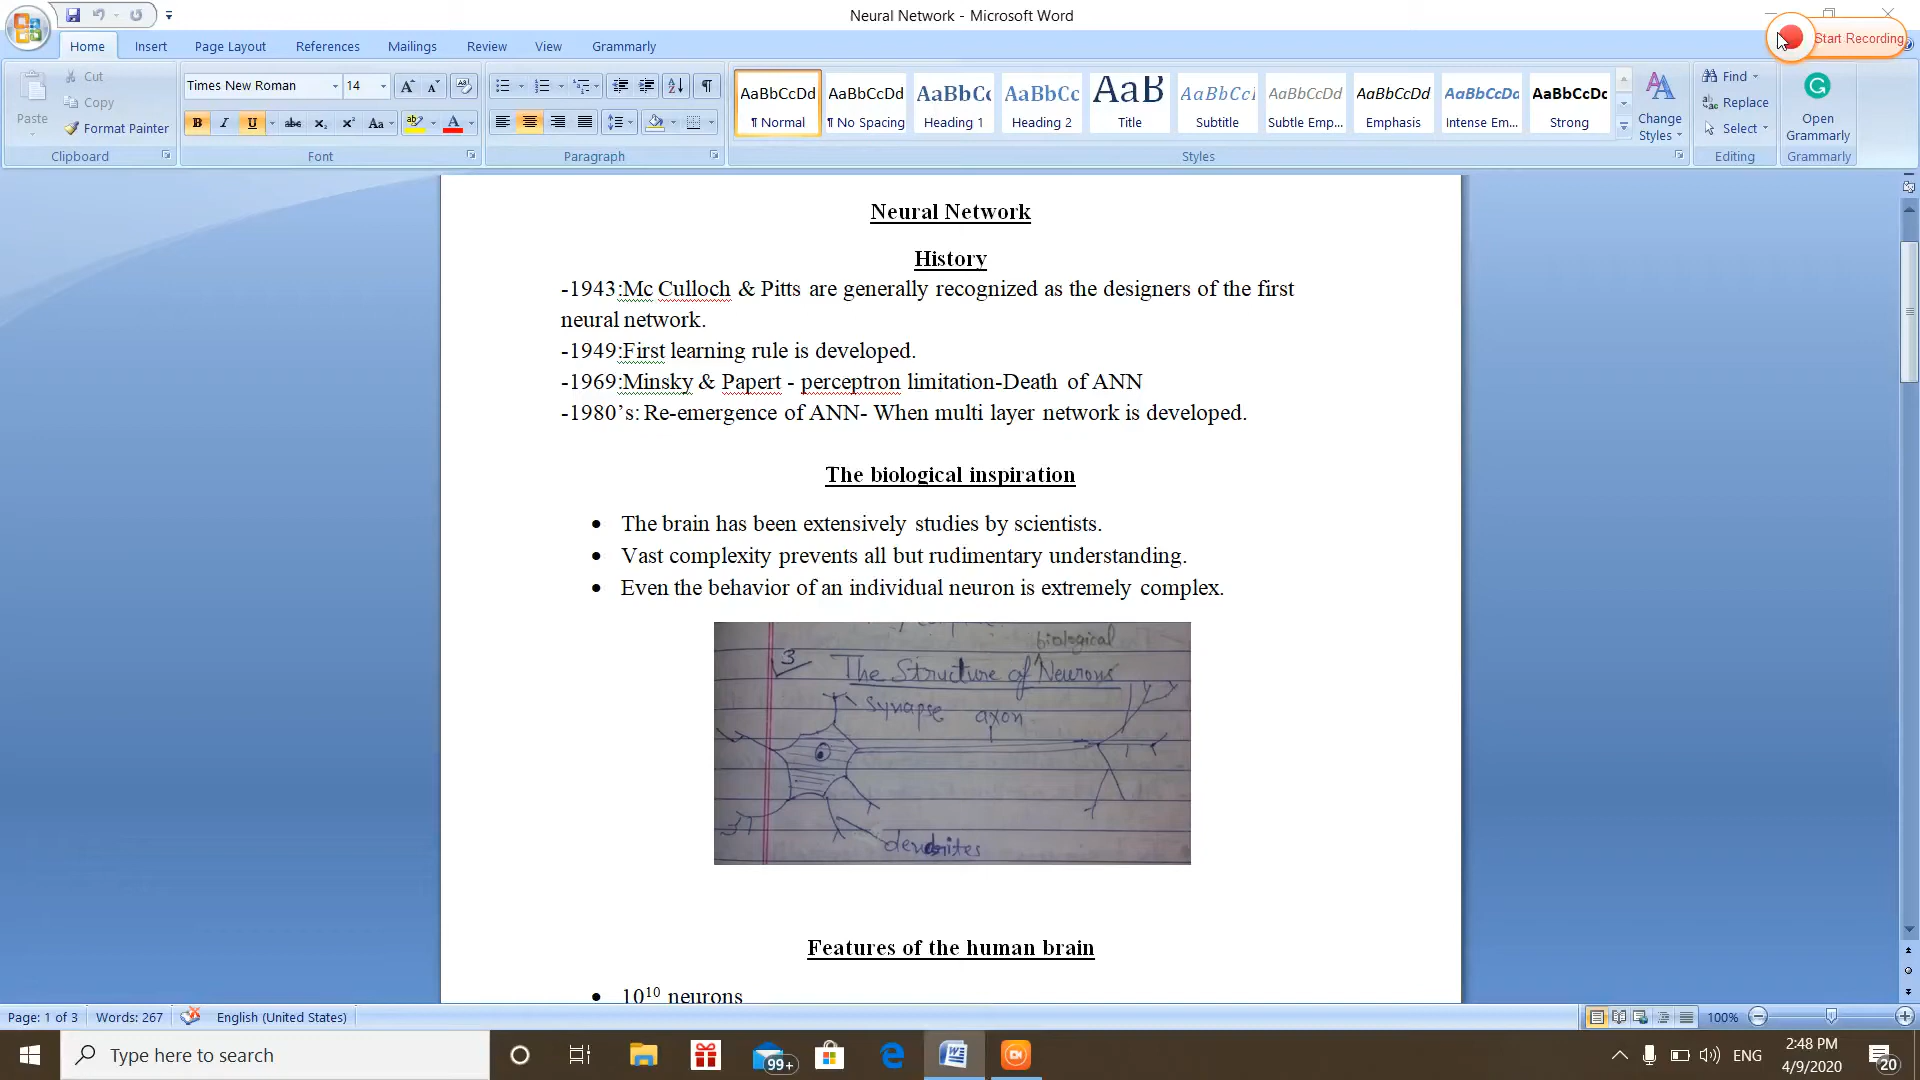 Neural Network - Microsoft Word
Start Recording
Home Insert Page Layout References Mailings Review View Grammarly
Paste
Cut
Copy
Format Painter
Clipboard
Times New Roman 14
B I U abc x₂ x² Aa
Font
Paragraph
AaBbCcDd AaBbCcDd AaBbCc AaBbCc AaB AaBbCcl AaBbCcDd AaBbCcDd AaBbCcDd AaBbCcDc
¶ Normal ¶ No Spacing Heading 1 Heading 2 Title Subtitle Subtle Emp... Emphasis Intense Em... Strong
Styles
Change
Styles
Find
Replace
Select
Editing
Open
Grammarly
Grammarly
Neural Network
History
-1943:Mc Culloch & Pitts are generally recognized as the designers of the first
neural network.
-1949:First learning rule is developed.
-1969:Minsky & Papert - perceptron limitation-Death of ANN
-1980’s: Re-emergence of ANN- When multi layer network is developed.
The biological inspiration
• The brain has been extensively studies by scientists.
• Vast complexity prevents all but rudimentary understanding.
• Even the behavior of an individual neuron is extremely complex.
biological
3 The Structure of Neurons
synapse axon
dendrites
Features of the human brain
• 10¹⁰ neurons
Page: 1 of 3 Words: 267 English (United States) 100%
Type here to search
99+
ENG
2:48 PM
4/9/2020
20